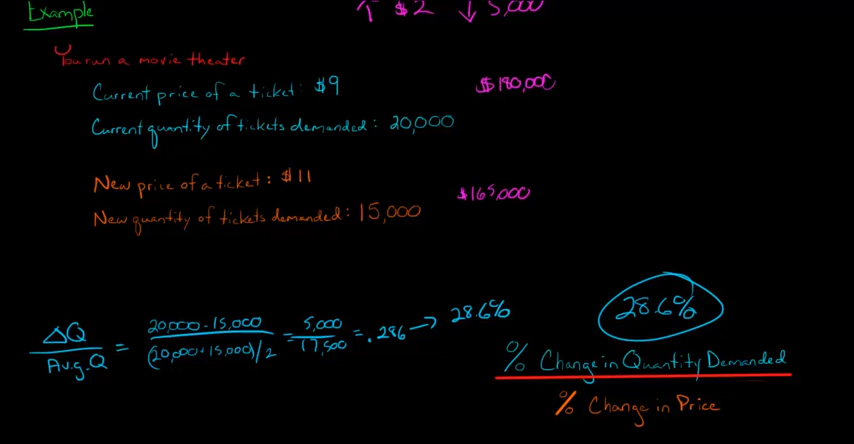 Example
↑ $2 ↓ 5,000
You run a movie theater
Current price of a ticket: $9
$180,000
Current quantity of tickets demanded: 20,000
New price of a ticket: $11
$165,000
New quantity of tickets demanded: 15,000
ΔQ / Avg. Q = 20,000 - 15,000 / (20,000+15,000)/2 = 5,000 / 17,500 = .286 → 28.6%
28.6%
% Change in Quantity Demanded
% Change in Price